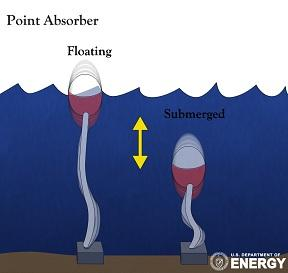 Point Absorber
Floating
Submerged
U.S. DEPARTMENT OF
ENERGY